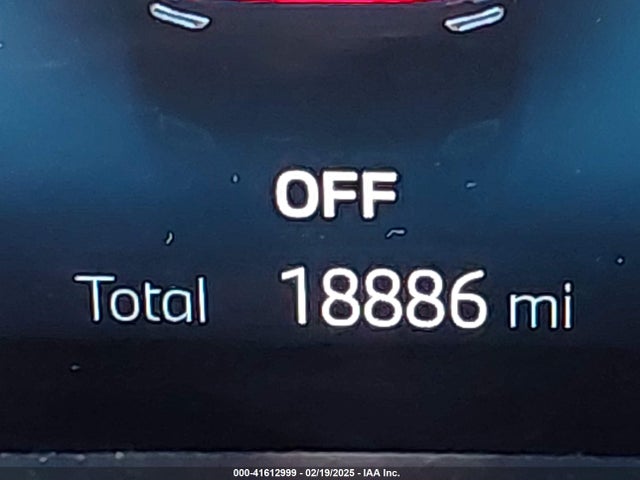 OFF
Total 18886 mi
000-41612999 - 02/19/2025 - IAA Inc.